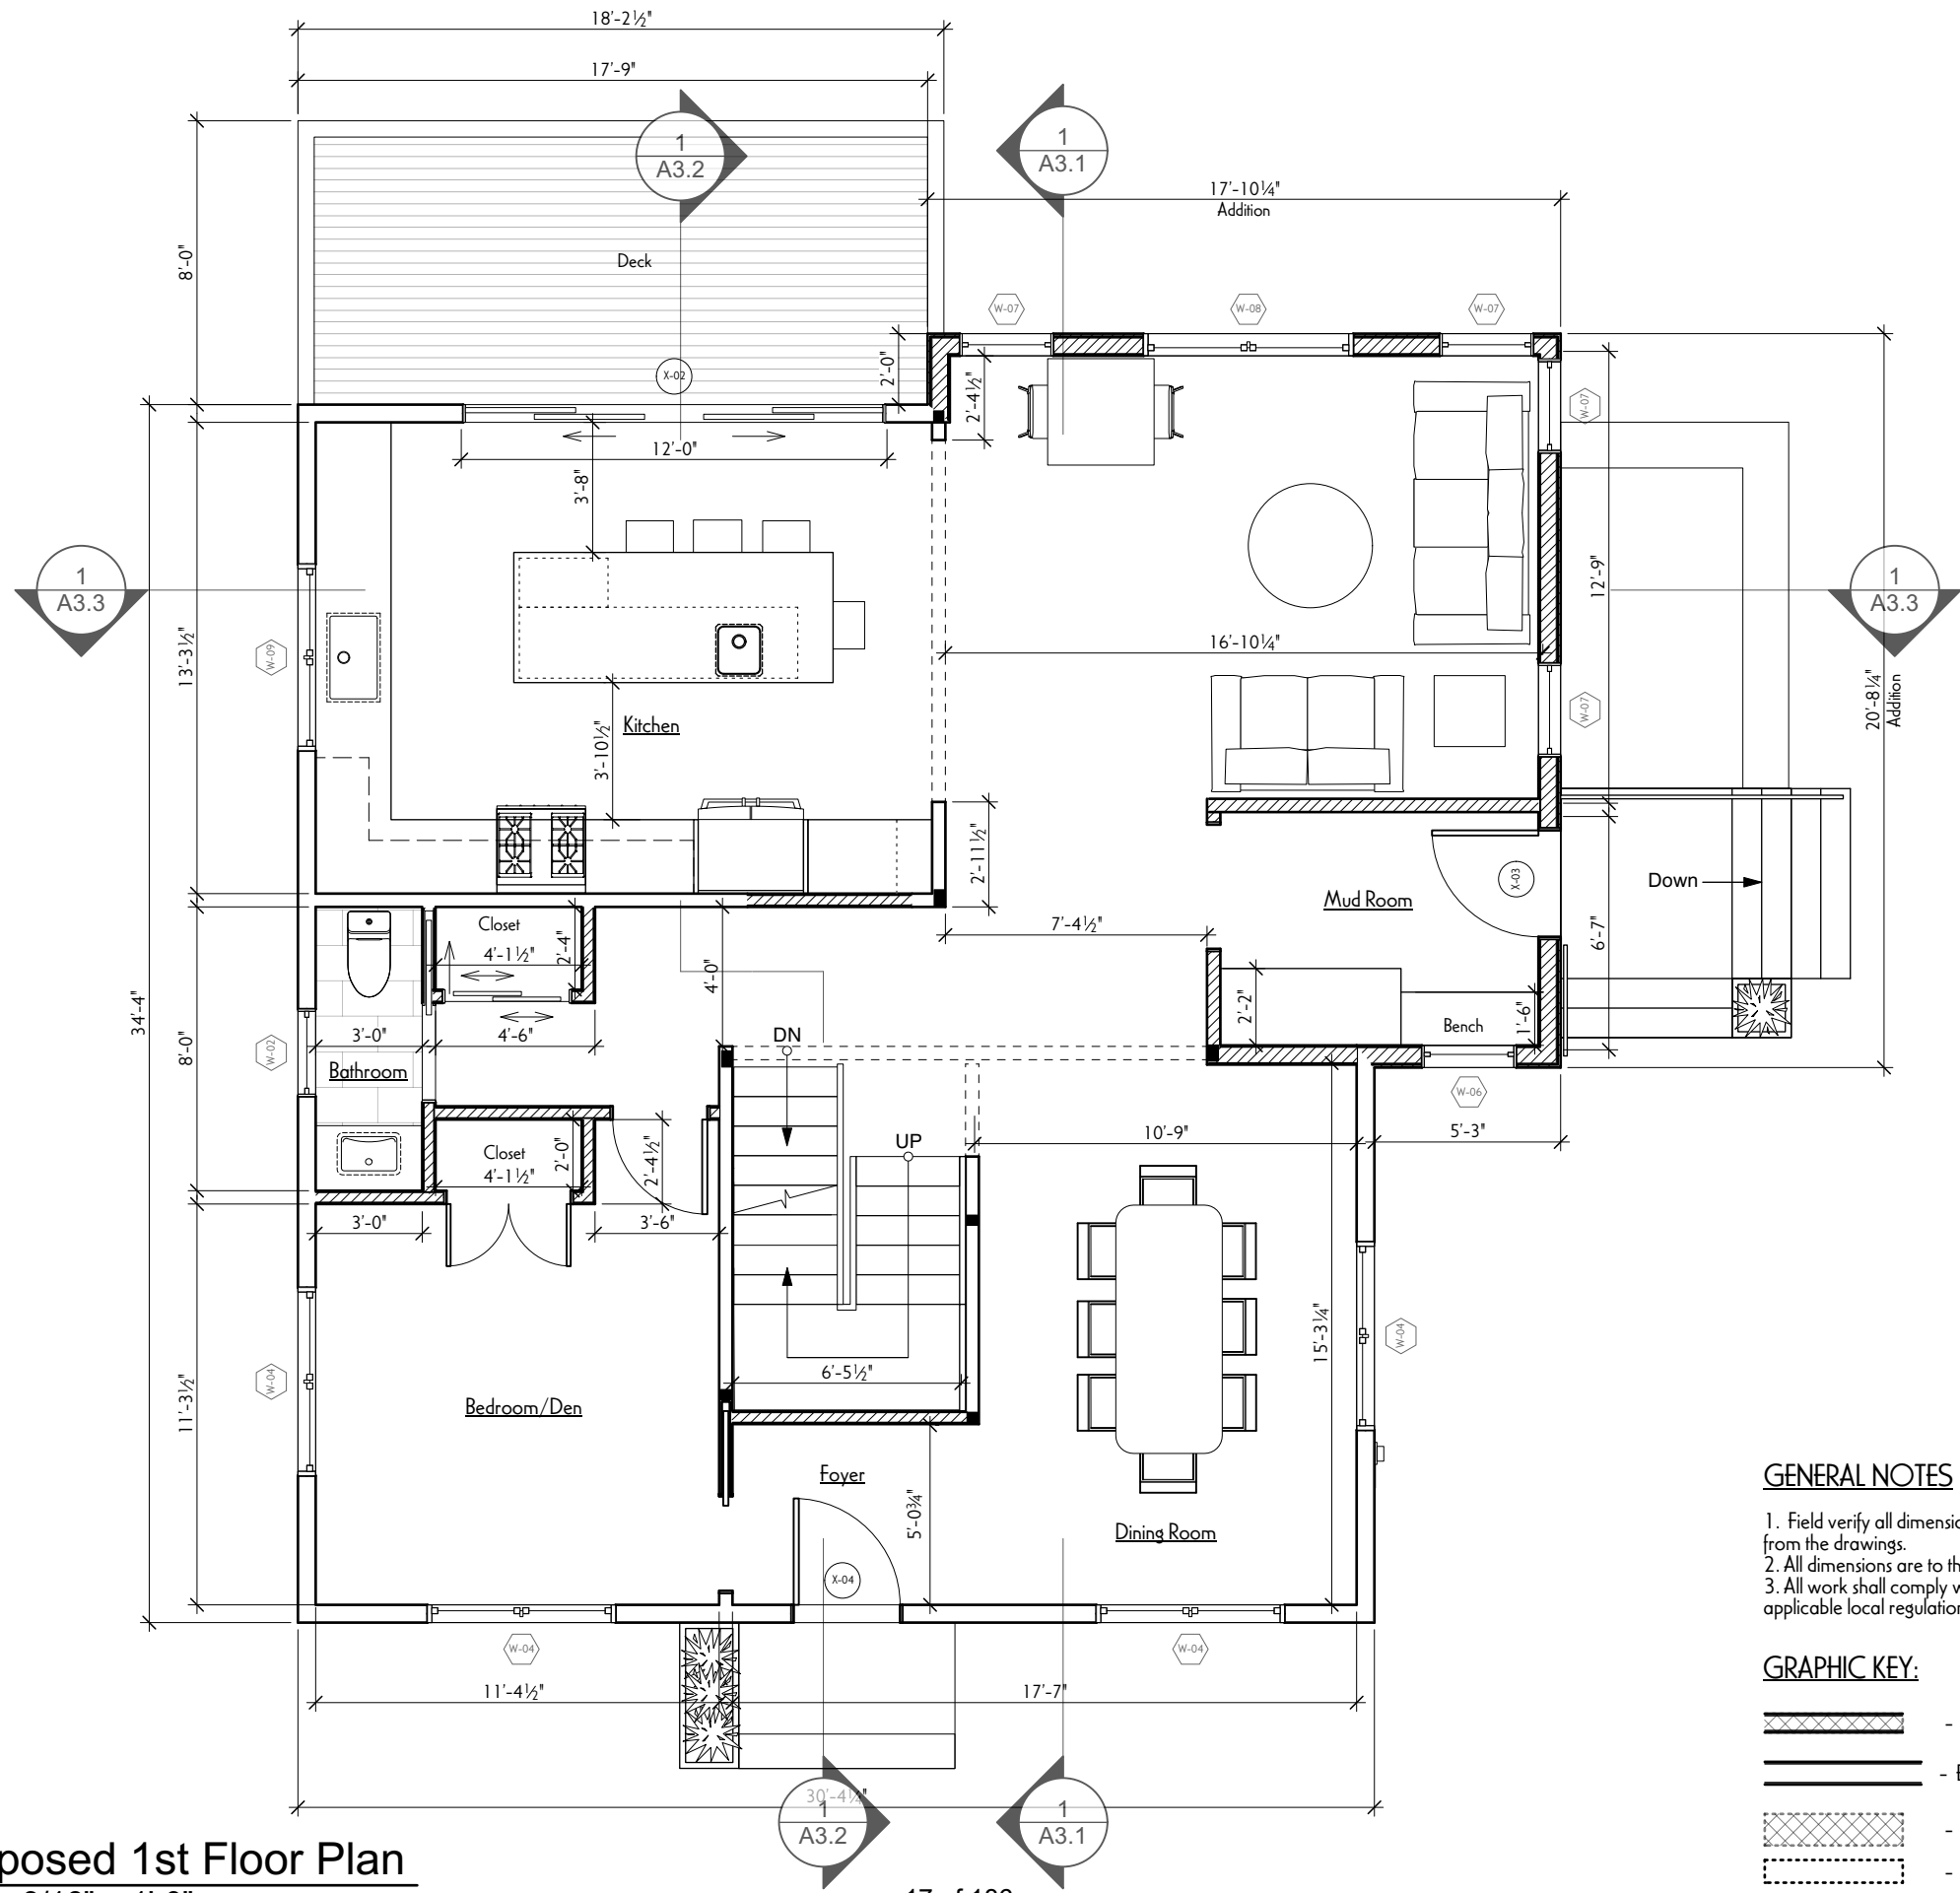 18'-2½"
17'-9"
1
A3.2
1
A3.1
17'-10¼"
Addition
8'-0"
Deck
W-07
W-08
W-07
X-02
2'-0"
2'-4½"
W-07
12'-0"
3'-8"
1
A3.3
13'-3½"
W-09
12'-9"
1
A3.3
16'-10¼"
20'-8¼"
Addition
W-07
Kitchen
3'-10½"
2'-11½"
Mud Room
X-03
Down
Closet
4'-1½"
2'-4"
4'-0"
7'-4½"
6'-7"
34'-4"
8'-0"
W-02
3'-0"
4'-6"
Bathroom
DN
2'-2"
Bench
1'-6"
W-06
Closet
4'-1½"
2'-0"
2'-4½"
UP
10'-9"
5'-3"
3'-0"
3'-6"
W-04
11'-3½"
Bedroom/Den
6'-5½"
15'-3¼"
W-04
Foyer
5'-0¾"
Dining Room
X-04
W-04
W-04
11'-4½"
17'-7"
30'-4¼"
1
A3.2
1
A3.1
GENERAL NOTES
1. Field verify all dimensio
from the drawings.
2. All dimensions are to th
3. All work shall comply w
applicable local regulation
GRAPHIC KEY:
-
-
-
-
posed 1st Floor Plan